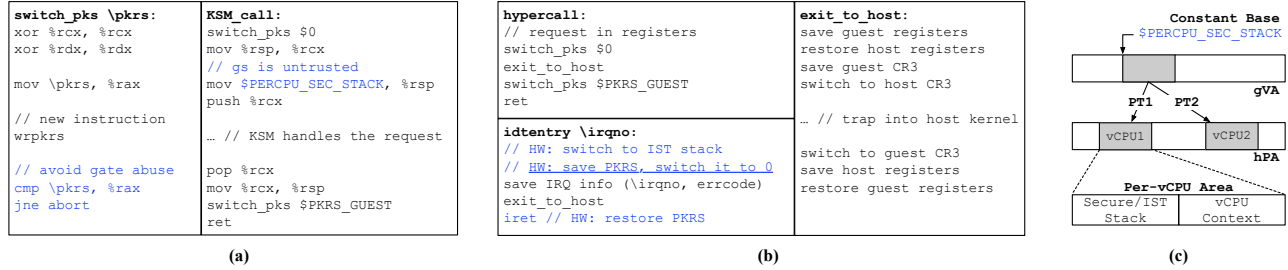 switch_pks \pkrs:
xor %rcx, %rcx
xor %rdx, %rdx
mov \pkrs, %rax
// new instruction
wrpkrs
// avoid gate abuse
cmp \pkrs, %rax
jne abort
KSM_call:
switch_pks $0
mov %rsp, %rcx
// gs is untrusted
mov $PERCPU_SEC_STACK, %rsp
push %rcx
… // KSM handles the request
pop %rcx
mov %rcx, %rsp
switch_pks $PKRS_GUEST
ret
(a)
hypercall:
// request in registers
switch_pks $0
exit_to_host
switch_pks $PKRS_GUEST
ret
idtentry \irqno:
// HW: switch to IST stack
// HW: save PKRS, switch it to 0
save IRQ info (\irqno, errcode)
exit_to_host
iret // HW: restore PKRS
exit_to_host:
save guest registers
restore host registers
save guest CR3
switch to host CR3
… // trap into host kernel
switch to guest CR3
save host registers
restore guest registers
(b)
Constant Base
$PERCPU_SEC_STACK
gVA
PT1 PT2
vCPU1 vCPU2
hPA
Per-vCPU Area
Secure/IST Stack
vCPU Context
(c)